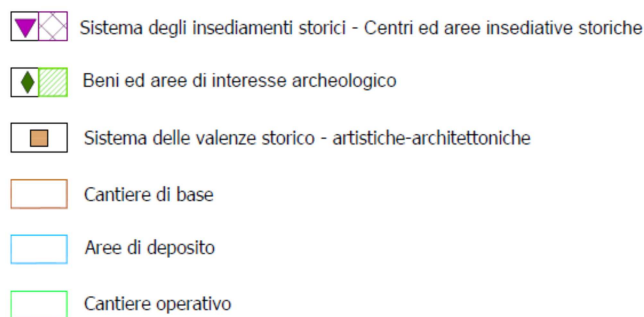 Sistema degli insediamenti storici - Centri ed aree insediative storiche
Beni ed aree di interesse archeologico
Sistema delle valenze storico - artistiche-architettoniche
Cantiere di base
Aree di deposito
Cantiere operativo